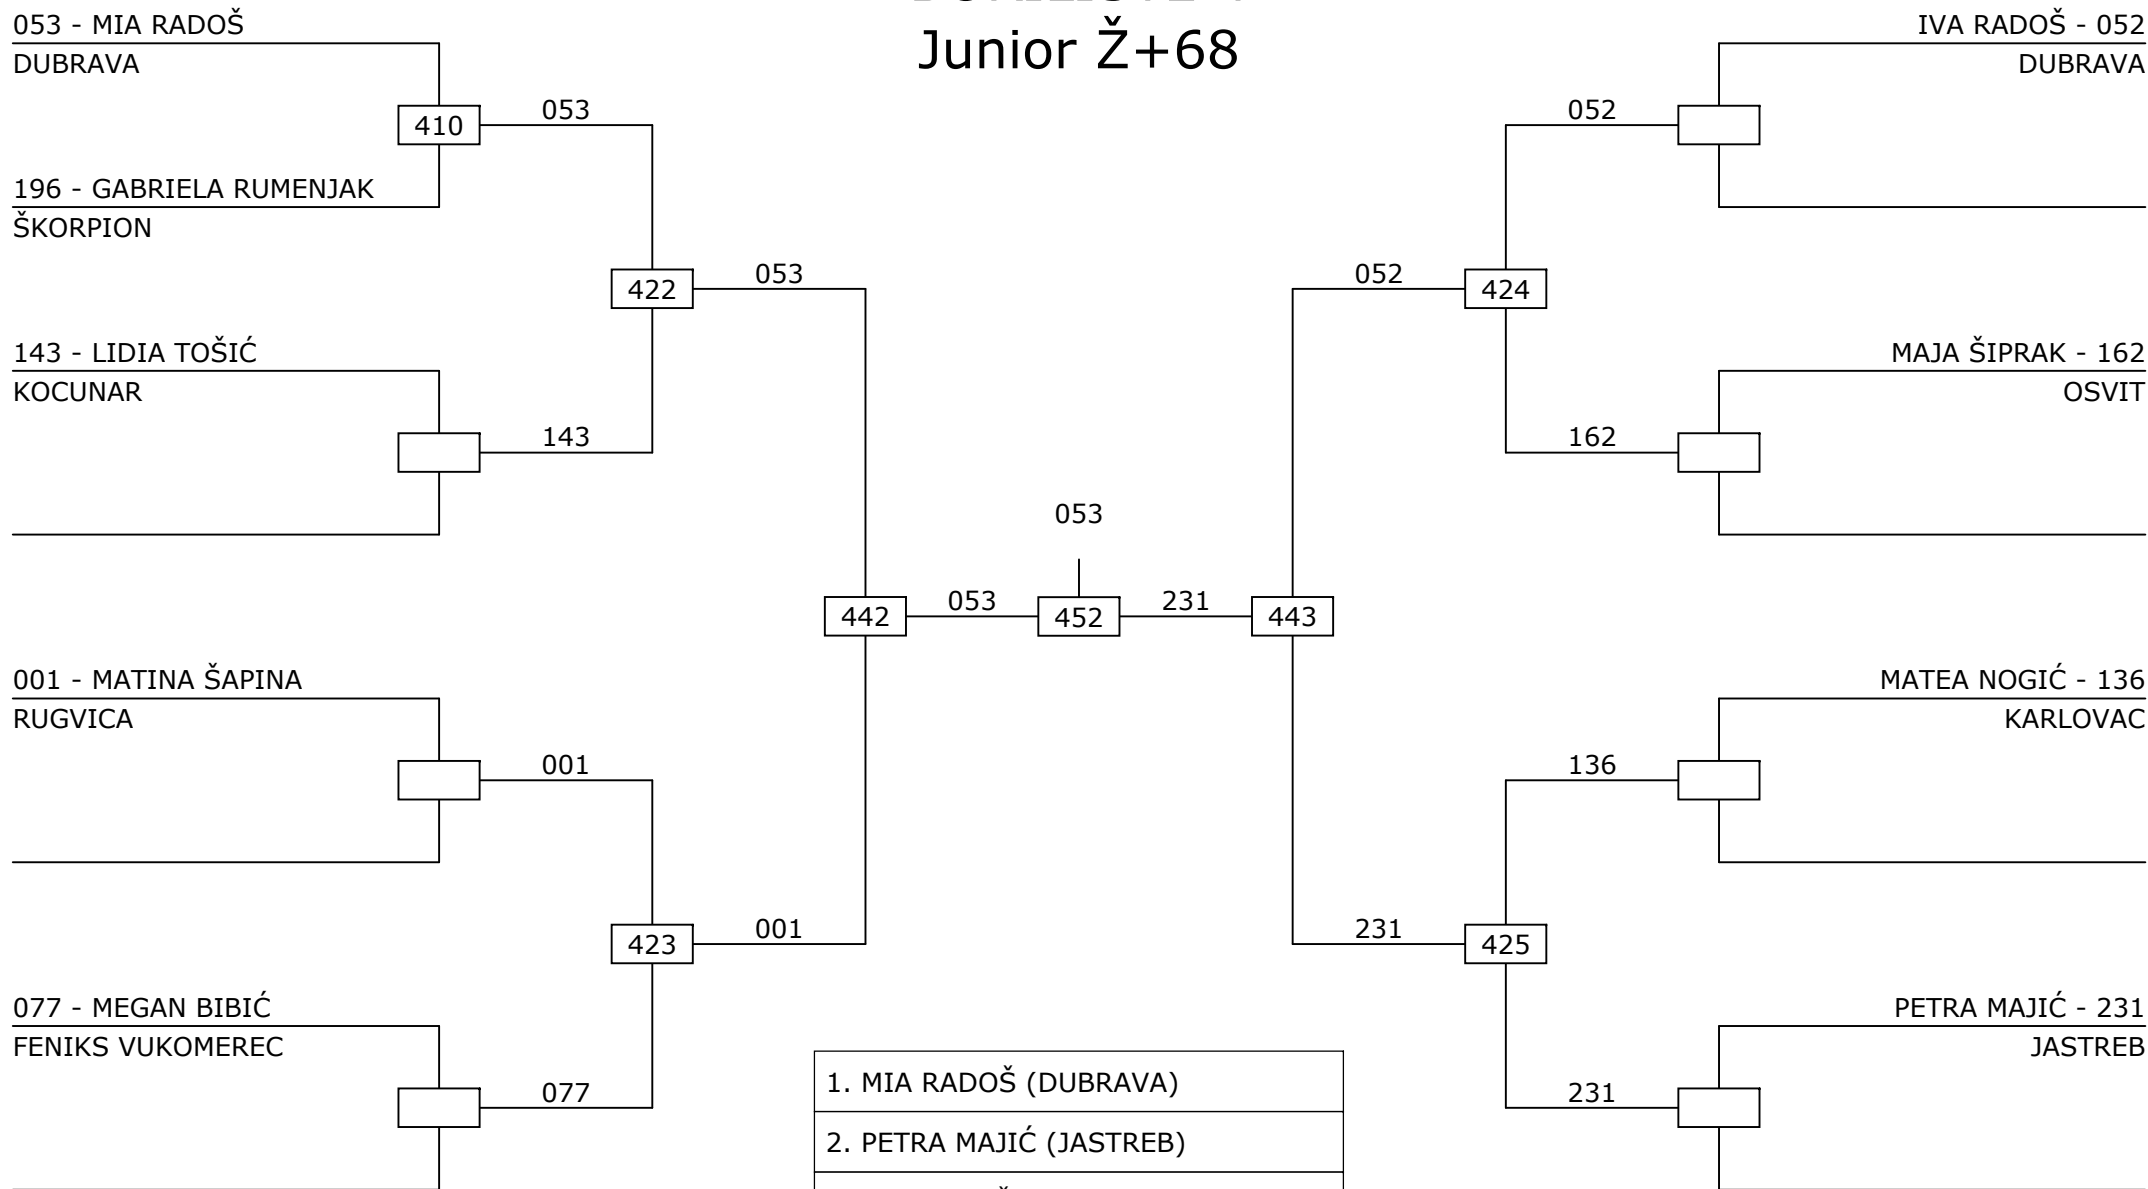 Junior Ž+68
053 - MIA RADOŠ
DUBRAVA
410
053
196 - GABRIELA RUMENJAK
ŠKORPION
422
053
143 - LIDIA TOŠIĆ
KOCUNAR
143
001 - MATINA ŠAPINA
RUGVICA
001
423
001
077 - MEGAN BIBIĆ
FENIKS VUKOMEREC
077
442
053
053
452
231
443
IVA RADOŠ - 052
DUBRAVA
052
052
424
MAJA ŠIPRAK - 162
OSVIT
162
MATEA NOGIĆ - 136
KARLOVAC
136
231
425
PETRA MAJIĆ - 231
JASTREB
231
1. MIA RADOŠ (DUBRAVA)
2. PETRA MAJIĆ (JASTREB)